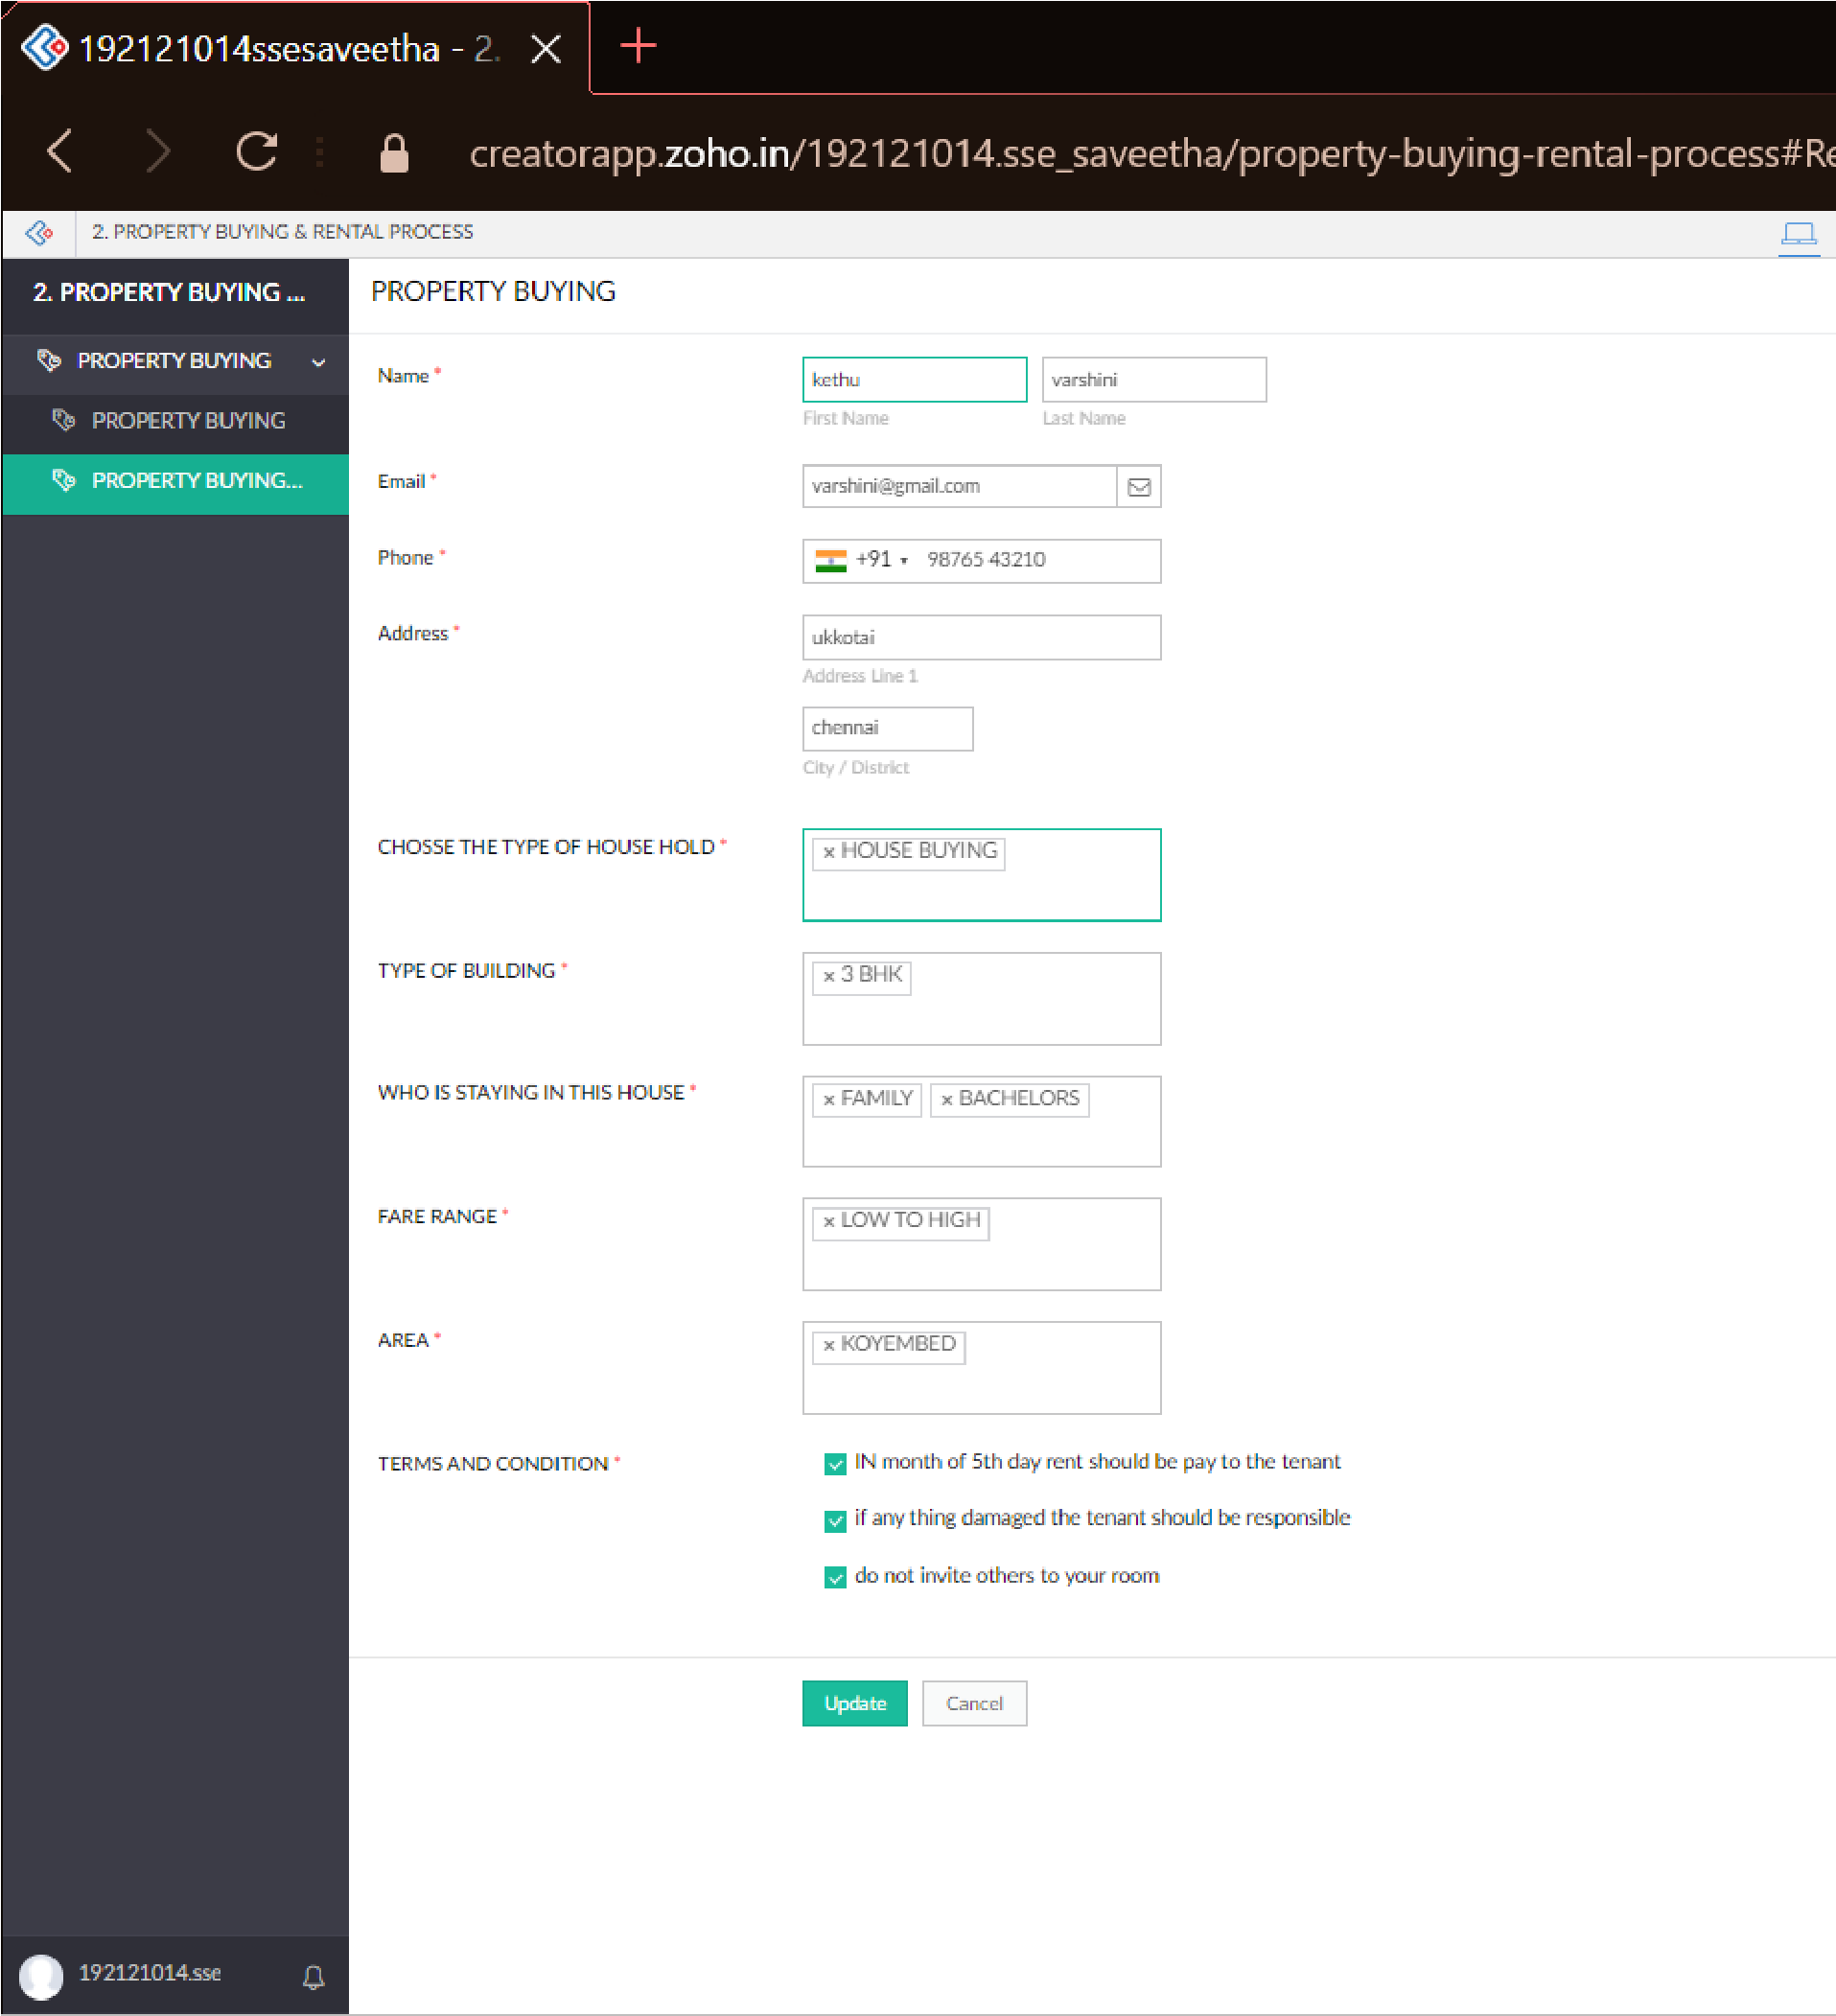 192121014ssesaveetha - 2.
creatorapp.zoho.in/192121014.sse_saveetha/property-buying-rental-process#Re
2. PROPERTY BUYING & RENTAL PROCESS
2. PROPERTY BUYING ...
PROPERTY BUYING
PROPERTY BUYING
PROPERTY BUYING...
192121014.sse
PROPERTY BUYING
Name *
kethu varshini
First Name Last Name
Email *
varshini@gmail.com
Phone *
+91 98765 43210
Address *
ukkotai
Address Line 1
chennai
City / District
CHOSSE THE TYPE OF HOUSE HOLD *
× HOUSE BUYING
TYPE OF BUILDING *
× 3 BHK
WHO IS STAYING IN THIS HOUSE *
× FAMILY × BACHELORS
FARE RANGE *
× LOW TO HIGH
AREA *
× KOYEMBED
TERMS AND CONDITION *
IN month of 5th day rent should be pay to the tenant
if any thing damaged the tenant should be responsible
do not invite others to your room
Update Cancel